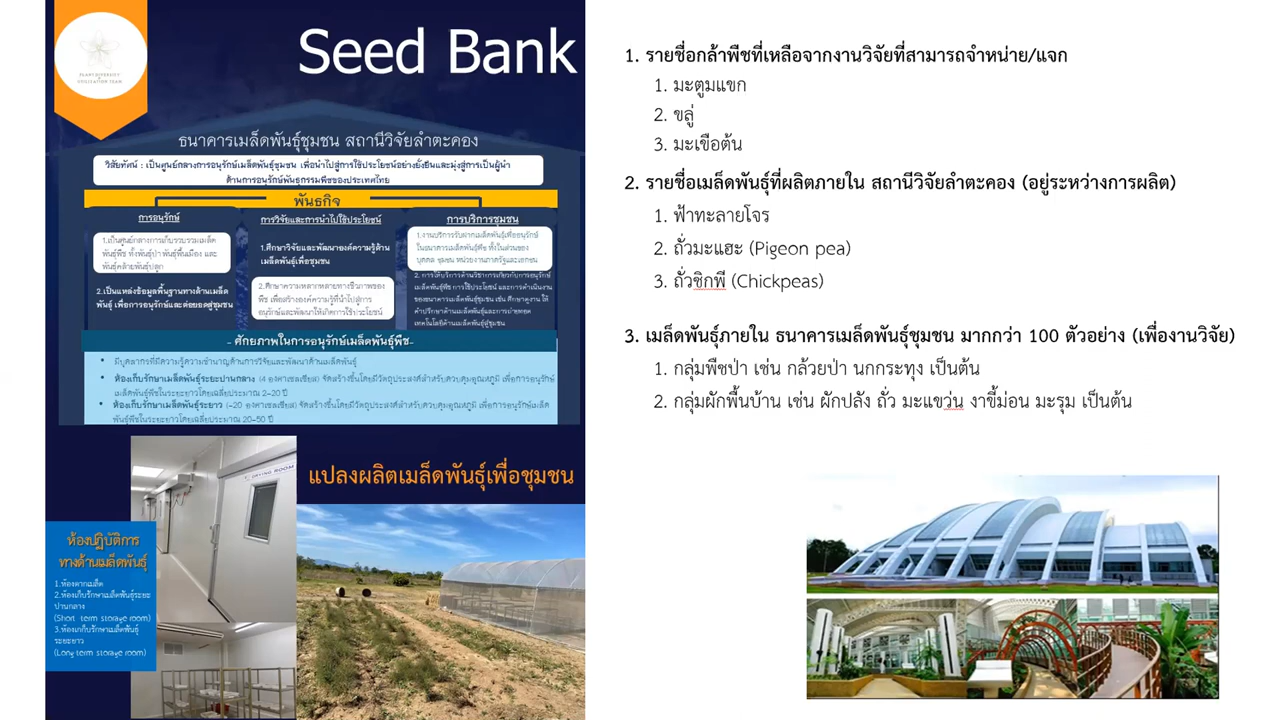 PLANT DIVERSITY
UTILIZATION TEAM
Seed Bank
ธนาคารเมล็ดพันธุ์ชุมชน สถานีวิจัยลำตะคอง
วิสัยทัศน์ : เป็นศูนย์กลางการอนุรักษ์เมล็ดพันธุ์ชุมชน เพื่อนำไปสู่การใช้ประโยชน์อย่างยั่งยืนและมุ่งสู่การเป็นผู้นำ
ด้านการอนุรักษ์พันธุกรรมพืชของประเทศไทย
พันธกิจ
การอนุรักษ์
1.เป็นศูนย์กลางการเก็บรวบรวมเมล็ด
พันธุ์พืช ทั้งพันธุ์ป่า พันธุ์พื้นเมือง และ
พันธุ์คล้ายพันธุ์ปลูก
2.เป็นแหล่งข้อมูลพื้นฐานทางด้านเมล็ด
พันธุ์ เพื่อการอนุรักษ์และต่อยอดสู่ชุมชน
การวิจัยและการนำไปใช้ประโยชน์
1.ศึกษาวิจัยและพัฒนาองค์ความรู้ด้าน
เมล็ดพันธุ์เพื่อชุมชน
2.ศึกษาความหลากหลายทางชีวภาพของ
พืช เพื่อสร้างองค์ความรู้ที่นำไปสู่การ
อนุรักษ์และพัฒนาให้เกิดการใช้ประโยชน์
การบริการชุมชน
1.งานบริการรับฝากเมล็ดพันธุ์เพื่ออนุรักษ์
ในธนาคารเมล็ดพันธุ์พืช ทั้งในส่วนของ
บุคคล ชุมชน หน่วยงานภาครัฐและเอกชน
2. การให้บริการด้านวิชาการเกี่ยวกับการอนุรักษ์
เมล็ดพันธุ์พืช การใช้ประโยชน์ และการดำเนินงาน
ของธนาคารเมล็ดพันธุ์ชุมชน เช่น ศึกษาดูงาน ให้
คำปรึกษาด้านเมล็ดพันธุ์และการถ่ายทอด
เทคโนโลยีด้านเมล็ดพันธุ์สู่ชุมชน
- ศักยภาพในการอนุรักษ์เมล็ดพันธุ์พืช-
• มีบุคลากรที่มีความรู้ความชำนาญด้านการวิจัยและพัฒนาด้านเมล็ดพันธุ์
• ห้องเก็บรักษาเมล็ดพันธุ์ระยะปานกลาง (4 องศาเซลเซียส) จัดสร้างขึ้นโดยมีวัตถุประสงค์สำหรับควบคุมอุณหภูมิ เพื่อการอนุรักษ์
เมล็ดพันธุ์พืชในระยะยาวโดยเฉลี่ยประมาณ 2-20 ปี
• ห้องเก็บรักษาเมล็ดพันธุ์ระยะยาว (-20 องศาเซลเซียส) จัดสร้างขึ้นโดยมีวัตถุประสงค์สำหรับควบคุมอุณหภูมิ เพื่อการอนุรักษ์เมล็ด
พันธุ์พืชในระยะยาวโดยเฉลี่ยประมาณ 20-50 ปี
DRYING ROOM
แปลงผลิตเมล็ดพันธุ์เพื่อชุมชน
ห้องปฏิบัติการ
ทางด้านเมล็ดพันธุ์
1.ห้องตากเมล็ด
2.ห้องเก็บรักษาเมล็ดพันธุ์ระยะ
ปานกลาง
(Short term storage room)
3.ห้องเก็บรักษาเมล็ดพันธุ์
ระยะยาว
(Long term storage room)
1. รายชื่อกล้าพืชที่เหลือจากงานวิจัยที่สามารถจำหน่าย/แจก
1. มะตูมแขก
2. ขลู่
3. มะเขือต้น
2. รายชื่อเมล็ดพันธุ์ที่ผลิตภายใน สถานีวิจัยลำตะคอง (อยู่ระหว่างการผลิต)
1. ฟ้าทะลายโจร
2. ถั่วมะแฮะ (Pigeon pea)
3. ถั่วชิกพี (Chickpeas)
3. เมล็ดพันธุ์ภายใน ธนาคารเมล็ดพันธุ์ชุมชน มากกว่า 100 ตัวอย่าง (เพื่องานวิจัย)
1. กลุ่มพืชป่า เช่น กล้วยป่า นกกระทุง เป็นต้น
2. กลุ่มผักพื้นบ้าน เช่น ผักปลัง ถั่ว มะแขว่น งาขี้ม่อน มะรุม เป็นต้น